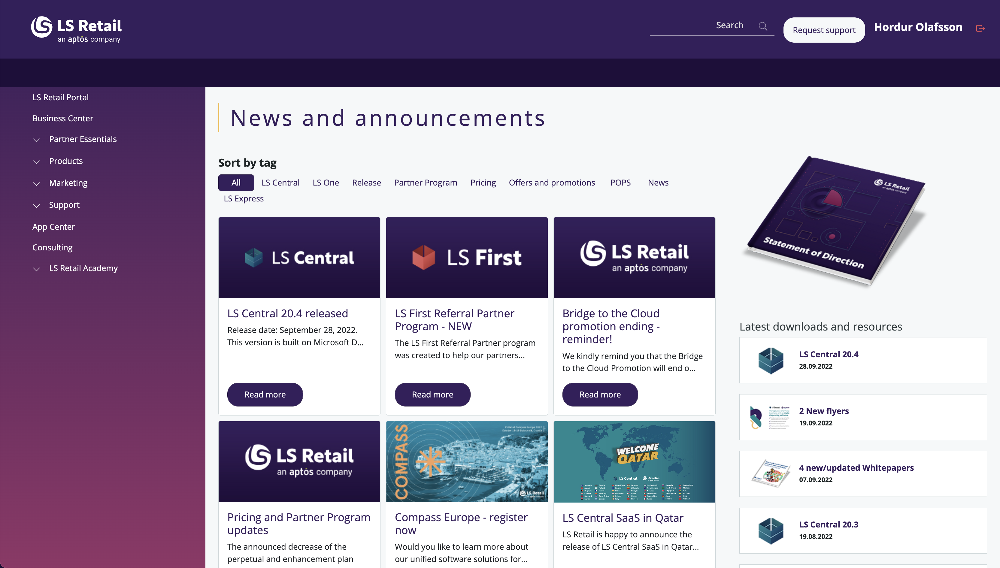 LS Retail
an aptos company
Search
Request support
Hordur Olafsson
LS Retail Portal
Business Center
Partner Essentials
Products
Marketing
Support
App Center
Consulting
LS Retail Academy
News and announcements
Sort by tag
All
LS Central
LS One
Release
Partner Program
Pricing
Offers and promotions
POPS
News
LS Express
LS Central
LS Central 20.4 released
Release date: September 28, 2022.
This version is built on Microsoft D...
Read more
LS First
LS First Referral Partner
Program - NEW
The LS First Referral Partner program
was created to help our partners...
Read more
LS Retail
an aptos company
Bridge to the Cloud
promotion ending -
reminder!
We kindly remind you that the Bridge
to the Cloud Promotion will end o...
Read more
LS Retail
an aptos company
Pricing and Partner Program
updates
The announced decrease of the
perpetual and enhancement plan
COMPASS
LS Retail Compass Europe 2022
October 18-19 Dubrovnik, Croatia
LS Retail
Compass Europe - register
now
Would you like to learn more about
our unified software solutions for...
WELCOME
QATAR
LS Central
LS Retail
LS Central SaaS in Qatar
LS Retail is happy to announce the
release of LS Central SaaS in Qatar...
LS Retail
an aptos company
Statement of Direction
Latest downloads and resources
LS Central 20.4
28.09.2022
2 New flyers
19.09.2022
4 new/updated Whitepapers
07.09.2022
LS Central 20.3
19.08.2022